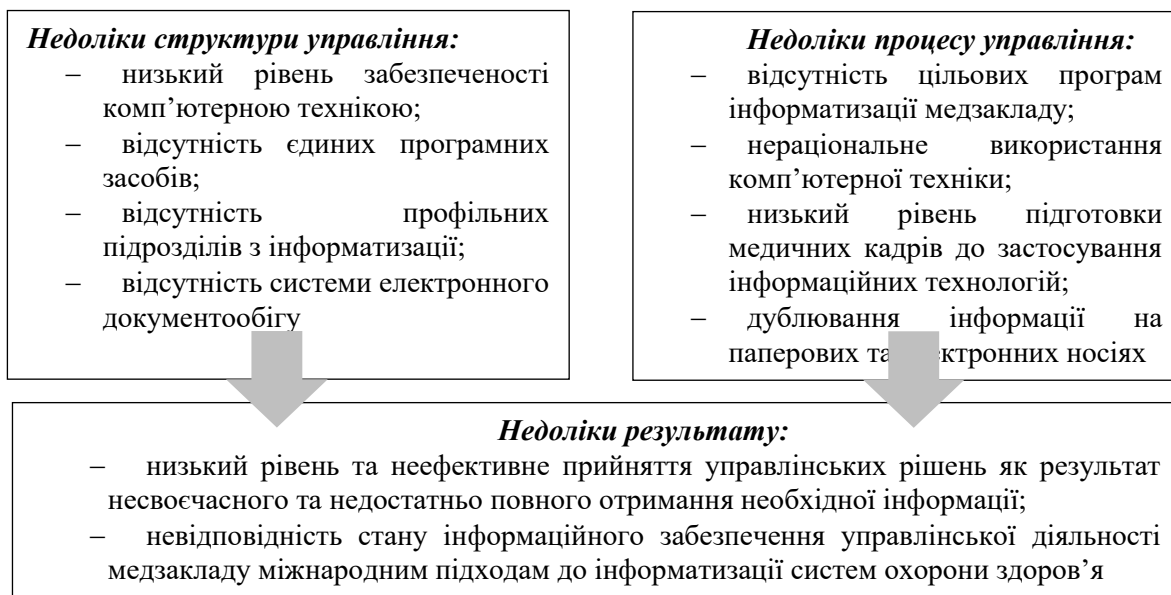 Недоліки структури управління:
– низький рівень забезпеченості
комп’ютерною технікою;
– відсутність єдиних програмних
засобів;
– відсутність профільних
підрозділів з інформатизації;
– відсутність системи електронного
документообігу
Недоліки процесу управління:
– відсутність цільових програм
інформатизації медзакладу;
– нераціональне використання
комп’ютерної техніки;
– низький рівень підготовки
медичних кадрів до застосування
інформаційних технологій;
– дублювання інформації на
паперових та електронних носіях
Недоліки результату:
– низький рівень та неефективне прийняття управлінських рішень як результат
несвоєчасного та недостатньо повного отримання необхідної інформації;
– невідповідність стану інформаційного забезпечення управлінської діяльності
медзакладу міжнародним підходам до інформатизації систем охорони здоров’я